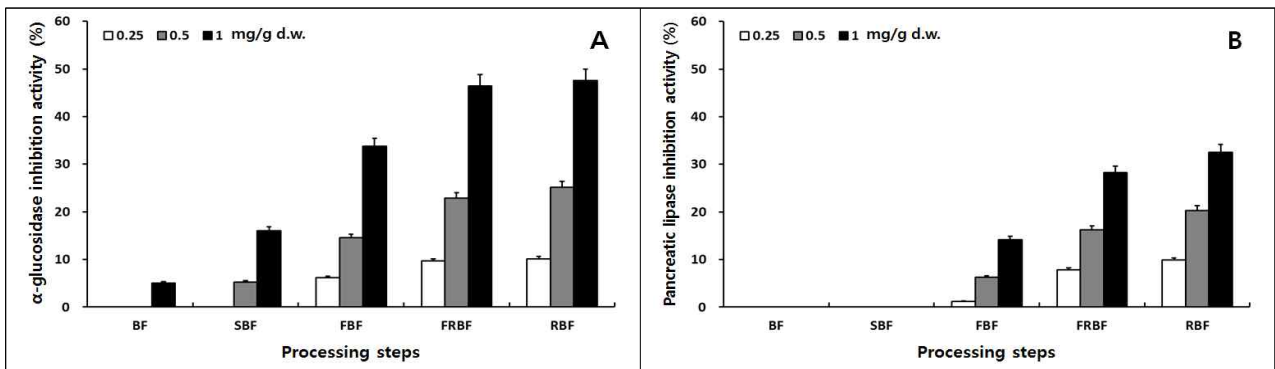 α-glucosidase inhibition activity (%)
60
50
40
30
20
10
0
0.25 0.5 1 mg/g d.w.
A
BF SBF FBF FRBF RBF
Processing steps
Pancreatic lipase inhibition activity (%)
60
50
40
30
20
10
0
0.25 0.5 1 mg/g d.w.
B
BF SBF FBF FRBF RBF
Processing steps